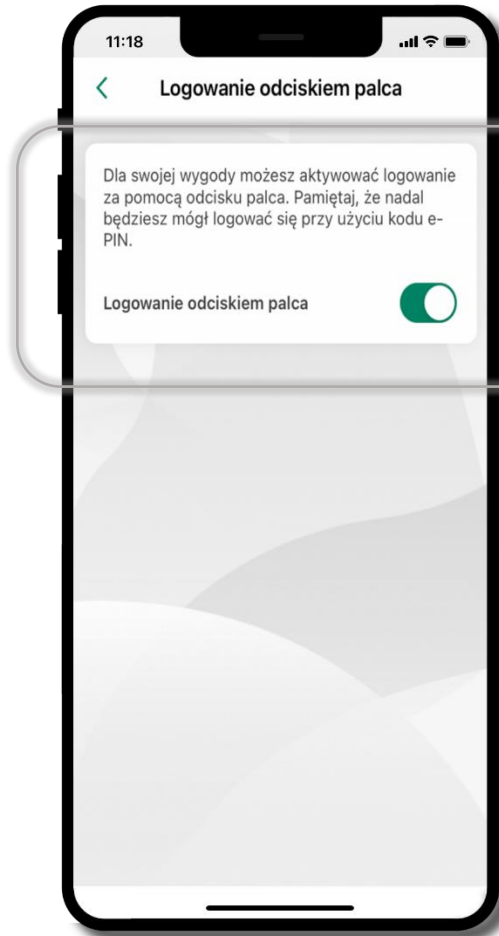 11:18
Logowanie odciskiem palca
Dla swojej wygody możesz aktywować logowanie
za pomocą odcisku palca. Pamiętaj, że nadal
będziesz mógł logować się przy użyciu kodu e-
PIN.
Logowanie odciskiem palca